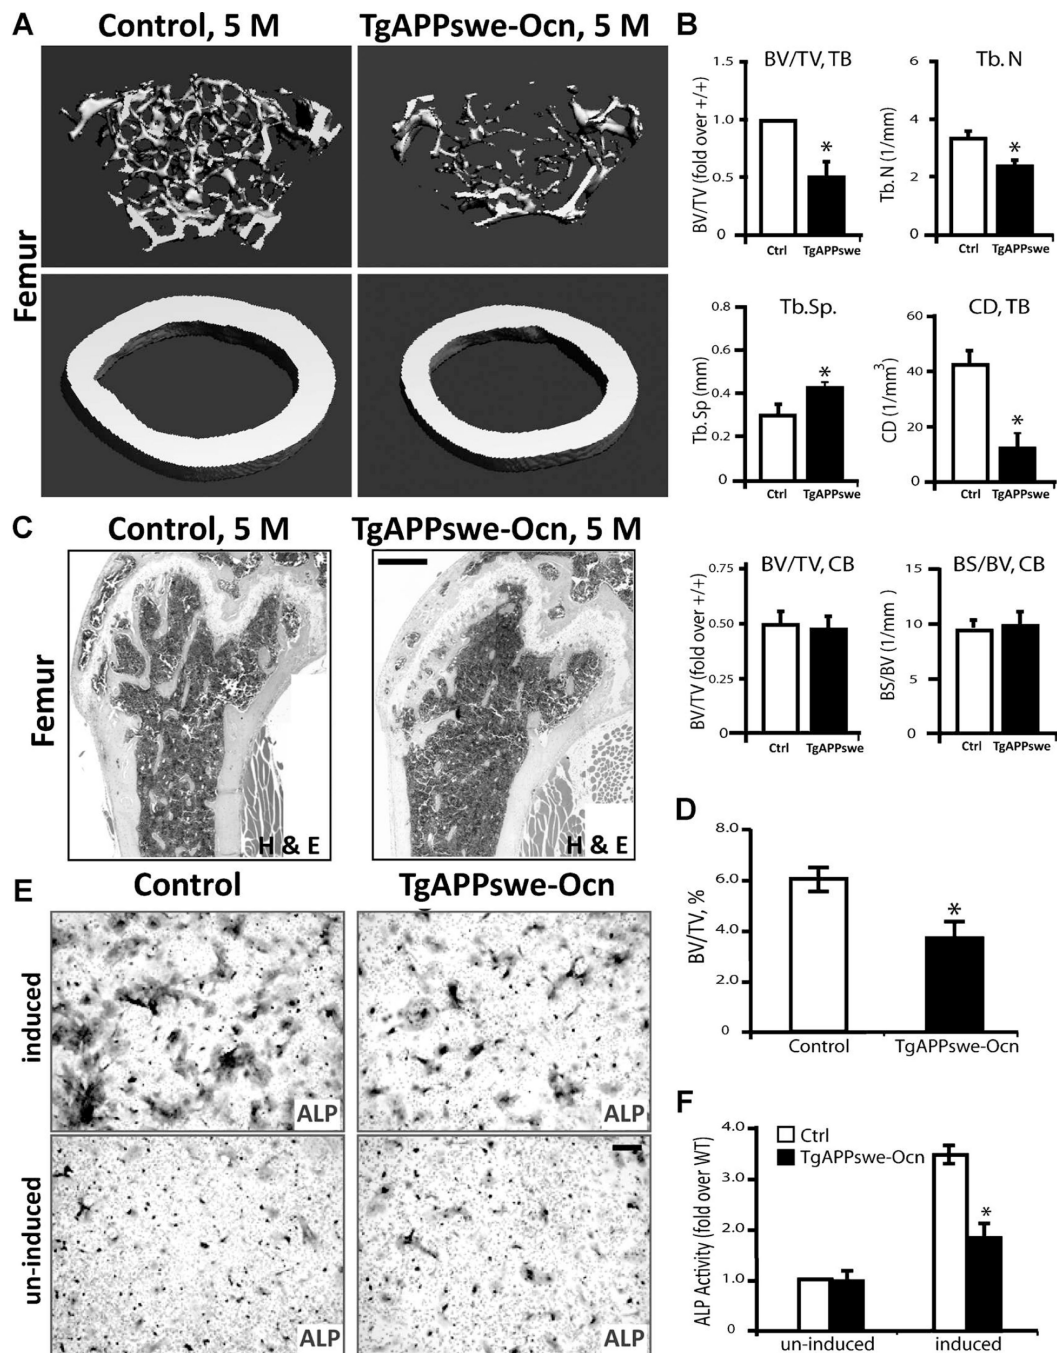 A
Control, 5 M
TgAPPswe-Ocn, 5 M
Femur
B
BV/TV, TB
BV/TV (fold over +/+)
1.5
1.0
0.5
0
*
Ctrl
TgAPPswe
Tb. N
Tb.N (1/mm)
6
4
2
0
*
Ctrl
TgAPPswe
Tb.Sp.
Tb.Sp (mm)
0.8
0.6
0.4
0.2
*
Ctrl
TgAPPswe
CD, TB
CD (1/mm³)
60
40
20
0
*
Ctrl
TgAPPswe
BV/TV, CB
BV/TV (fold over +/+)
0.75
0.50
0.25
0
Ctrl
TgAPPswe
BS/BV, CB
BS/BV (1/mm)
15
10
5
0
Ctrl
TgAPPswe
C
Control, 5 M
TgAPPswe-Ocn, 5 M
Femur
H & E
H & E
D
BV/TV, %
8.0
6.0
4.0
2.0
0
*
Control
TgAPPswe-Ocn
E
Control
TgAPPswe-Ocn
induced
ALP
ALP
un-induced
ALP
ALP
F
ALP Activity (fold over WT)
4.0
3.0
2.0
1.0
0
Ctrl
TgAPPswe-Ocn
*
un-induced
induced